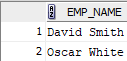 EMP_NAME
1 David Smith
2 Oscar White